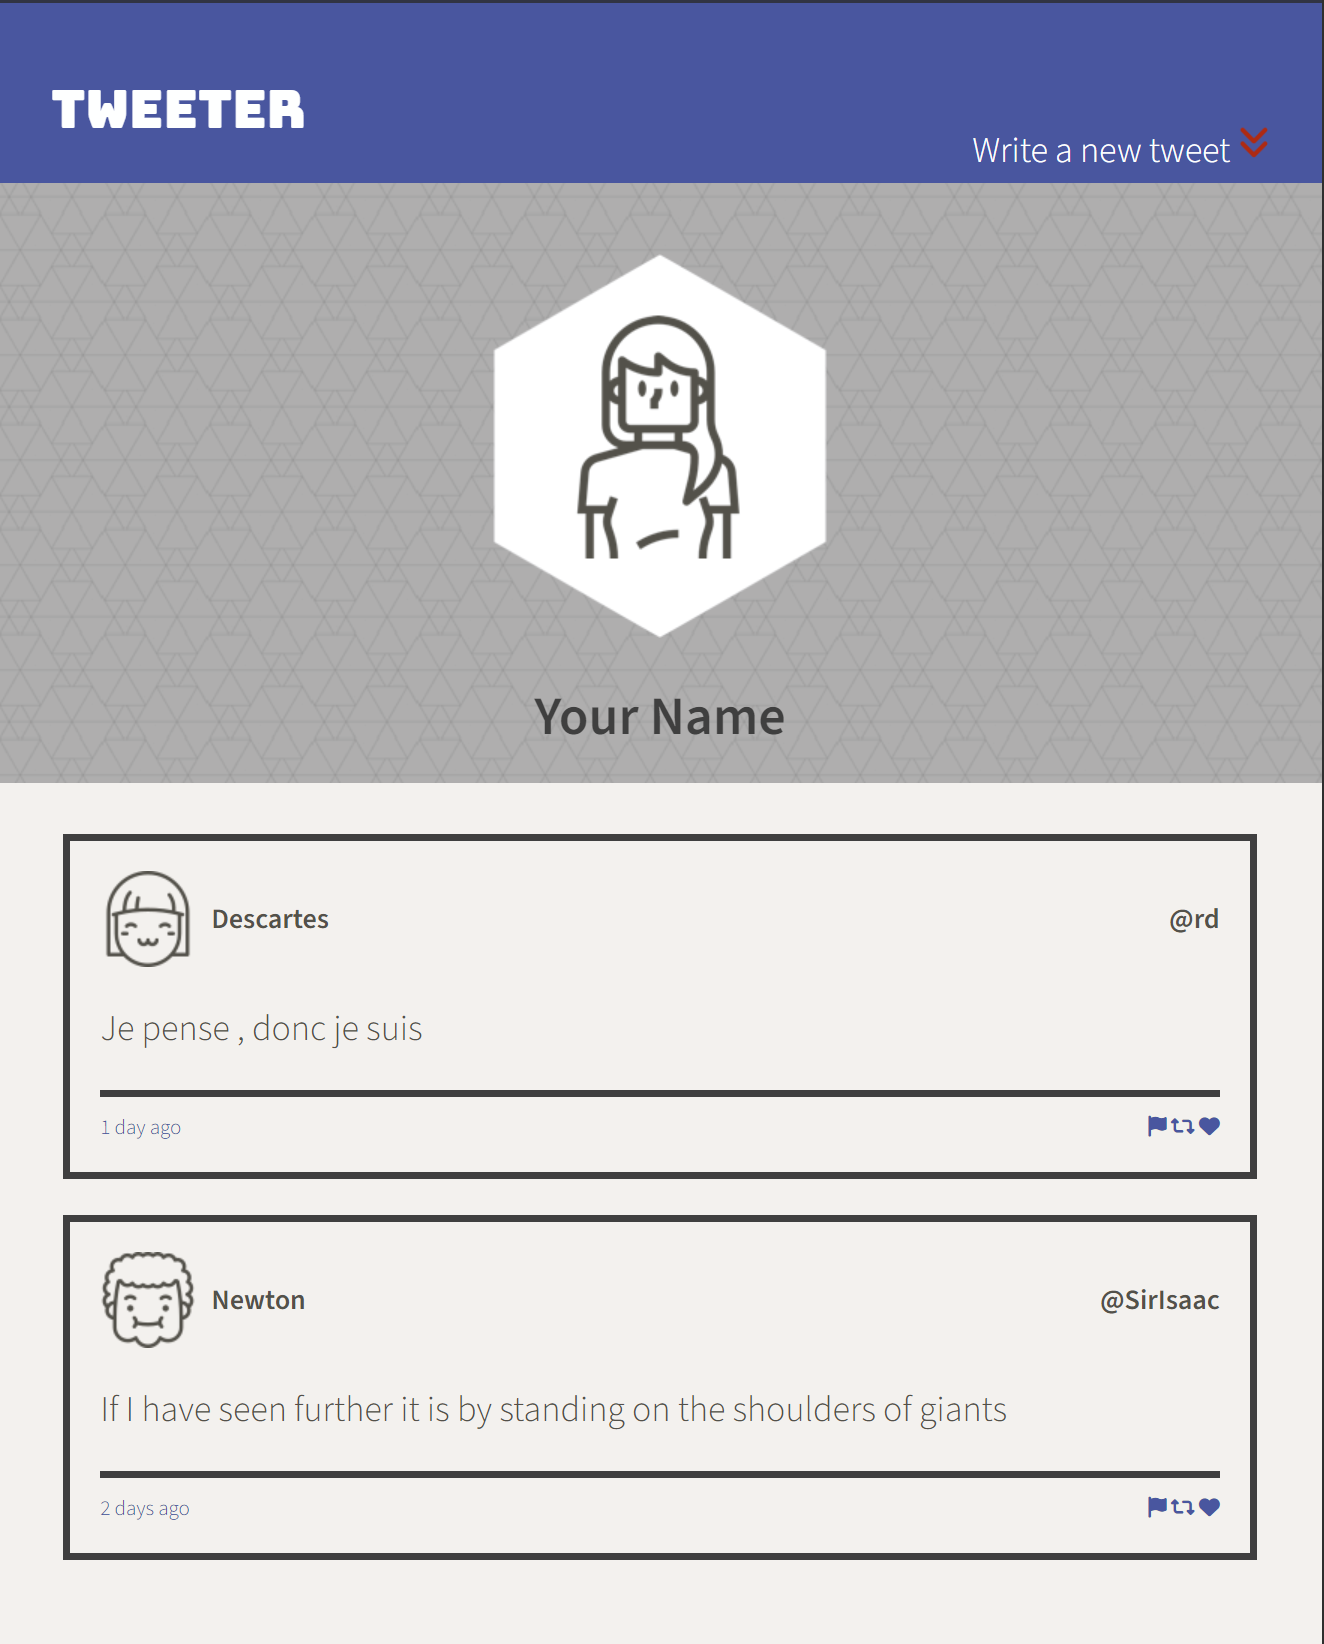 TWEETER
Write a new tweet
Your Name
Descartes @rd
Je pense , donc je suis
1 day ago
Newton @SirIsaac
If I have seen further it is by standing on the shoulders of giants
2 days ago